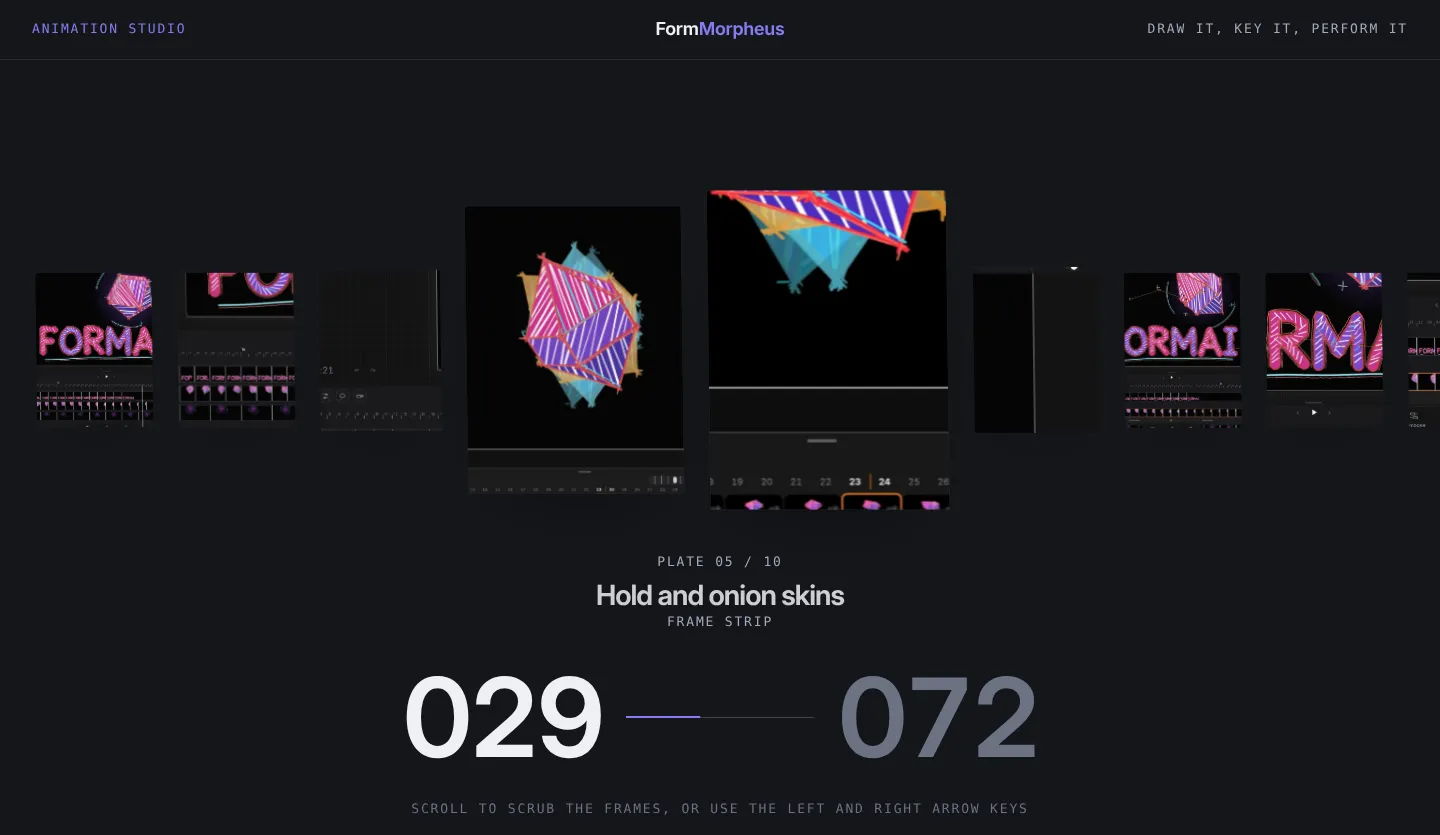 ANIMATION STUDIO
FormMorpheus
DRAW IT, KEY IT, PERFORM IT
FORMA
ORMAI
RMA
21
19 20 21 22 23 24 25 26
PLATE 05 / 10
Hold and onion skins
FRAME STRIP
029
072
SCROLL TO SCRUB THE FRAMES, OR USE THE LEFT AND RIGHT ARROW KEYS